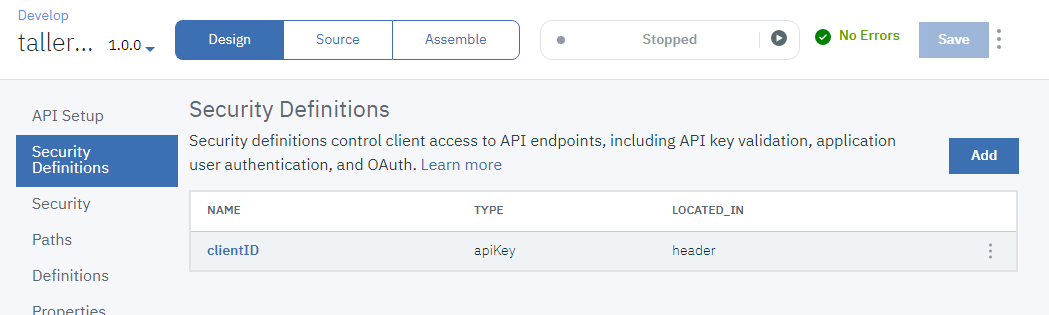 Develop
taller... 1.0.0
Design Source Assemble
Stopped
No Errors
Save
API Setup
Security
Definitions
Security
Paths
Definitions
Properties
Security Definitions
Security definitions control client access to API endpoints, including API key validation, application
user authentication, and OAuth. Learn more
Add
NAME TYPE LOCATED_IN
clientID apiKey header